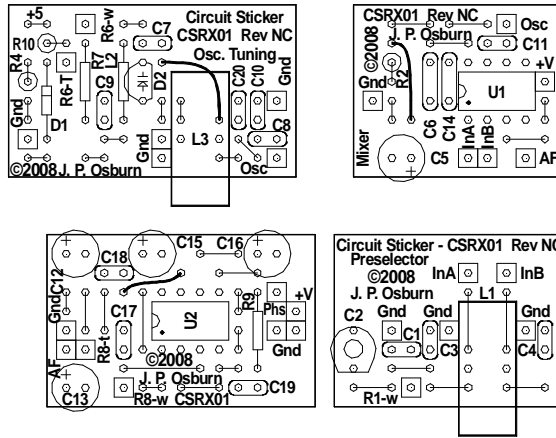 +5
R6-w
C7
Circuit Sticker
CSRX01 Rev NC
Osc. Tuning
R10
R4
R6-T
R7
L2
D2
C9
C20
C10
Gnd
Gnd
D1
Gnd
L3
C8
Osc
©2008 J. P. Osburn
CSRX01 Rev NC
©2008
J. P. Osburn
Osc
C11
+V
R2
Gnd
U1
C6
C14
Mixer
C5
InA
InB
AF
C18
C15
C16
C12
Gnd
C17
U2
R9
+V
Phs
Gnd
AF
R8-t
©2008
J. P. Osburn
C13
R8-w CSRX01
C19
Circuit Sticker - CSRX01 Rev NC
Preselector
©2008
J. P. Osburn
InA
InB
L1
C2
Gnd
C1
Gnd
C3
Gnd
C4
R1-w